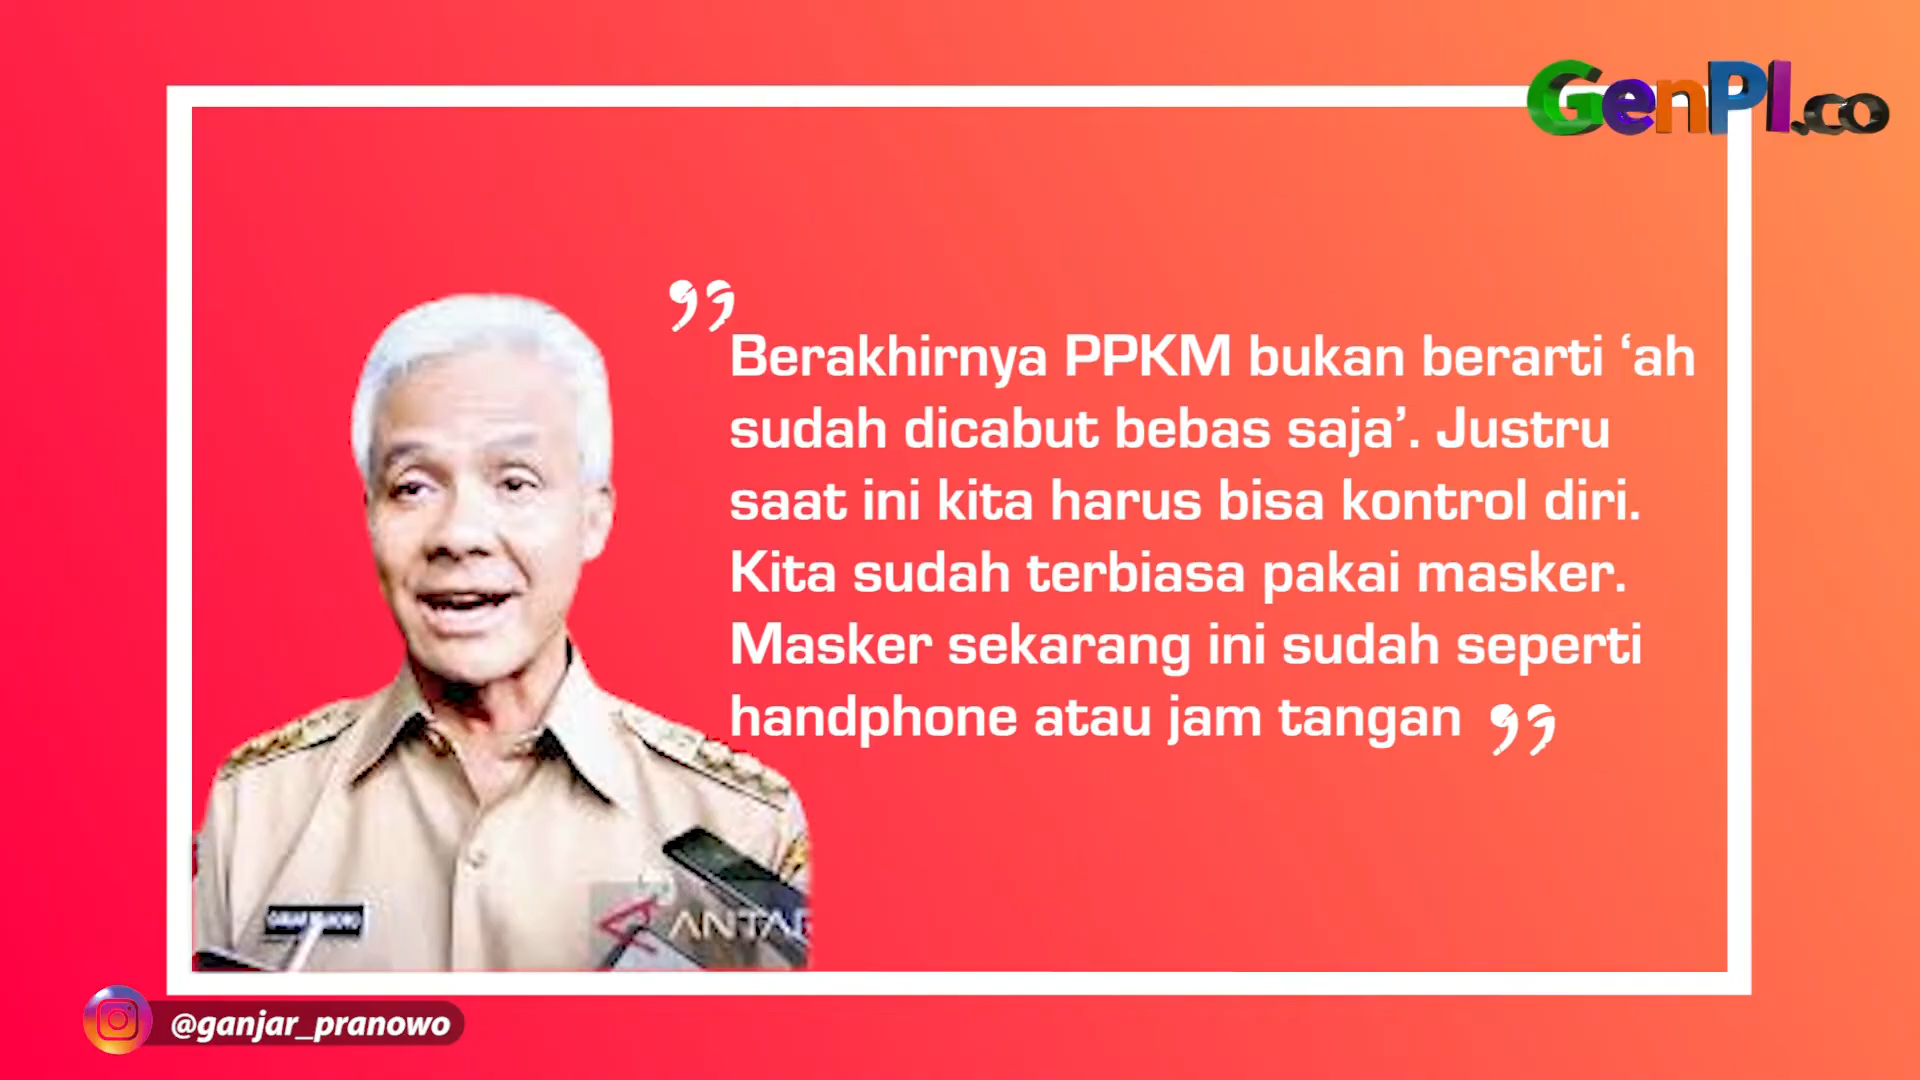 GenPI.co
” Berakhirnya PPKM bukan berarti ‘ah
sudah dicabut bebas saja’. Justru
saat ini kita harus bisa kontrol diri.
Kita sudah terbiasa pakai masker.
Masker sekarang ini sudah seperti
handphone atau jam tangan ”
ANTAR
@ganjar_pranowo